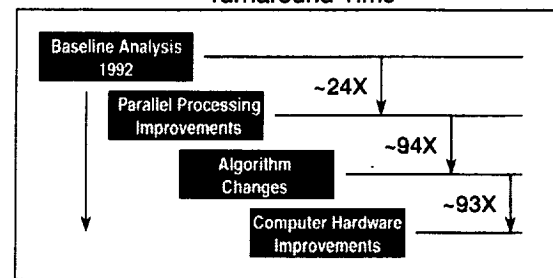 Turnaround Time
Baseline Analysis
1992
~24X
Parallel Processing
Improvements
~94X
Algorithm
Changes
~93X
Computer Hardware
Improvements